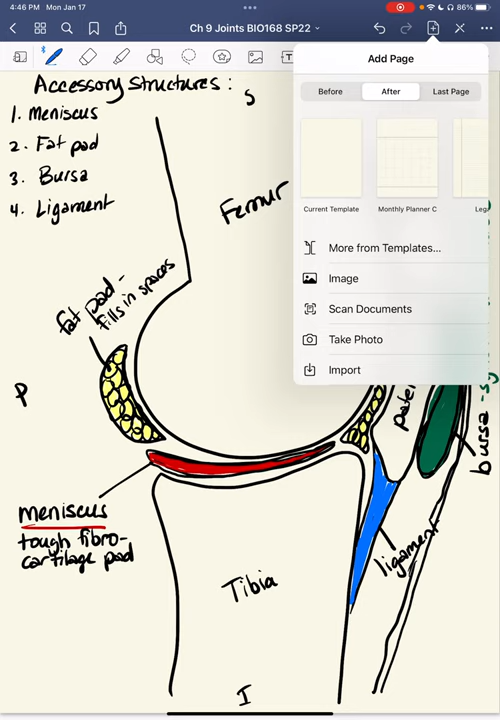 4:46 PM Mon Jan 17
86%
Ch 9 Joints BIO168 SP22
Accessory Structures :
1. Meniscus
2. Fat pad
3. Bursa
4. Ligament
S
Add Page
Before
After
Last Page
Current Template
Monthly Planner C
More from Templates...
Image
Scan Documents
Take Photo
Import
Femur
fat pad-
fills in spaces
P
bursa
meniscus
tough fibro-
cartilage pad
ligament
Tibia
I